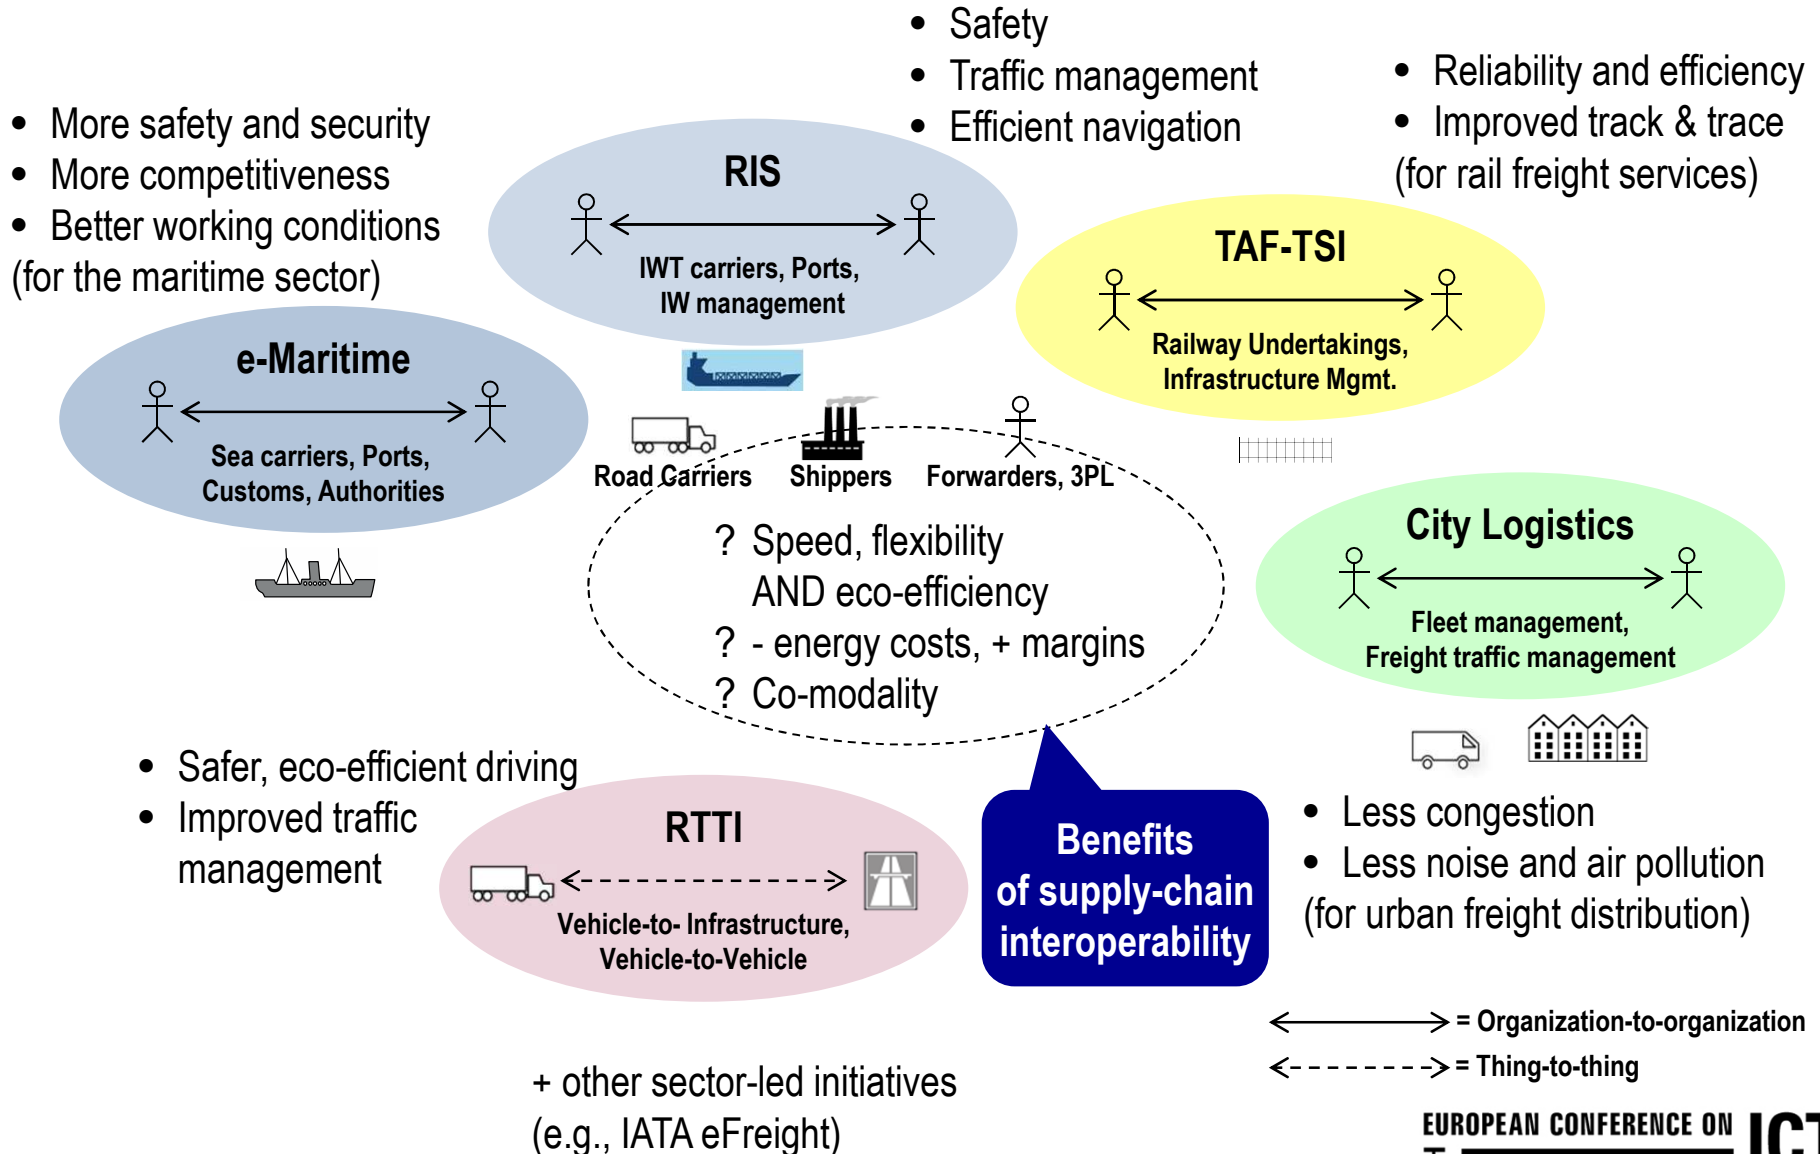 • Safety
• Traffic management
• Efficient navigation
• Reliability and efficiency
• Improved track & trace
(for rail freight services)
• More safety and security
• More competitiveness
• Better working conditions
(for the maritime sector)
RIS
IWT carriers, Ports,
IW management
TAF-TSI
Railway Undertakings,
Infrastructure Mgmt.
e-Maritime
Sea carriers, Ports,
Customs, Authorities
Road Carriers
Shippers
Forwarders, 3PL
? Speed, flexibility
AND eco-efficiency
? - energy costs, + margins
? Co-modality
City Logistics
Fleet management,
Freight traffic management
• Safer, eco-efficient driving
• Improved traffic
management
RTTI
Vehicle-to- Infrastructure,
Vehicle-to-Vehicle
Benefits
of supply-chain
interoperability
• Less congestion
• Less noise and air pollution
(for urban freight distribution)
= Organization-to-organization
= Thing-to-thing
+ other sector-led initiatives
(e.g., IATA eFreight)
EUROPEAN CONFERENCE ON
ICT